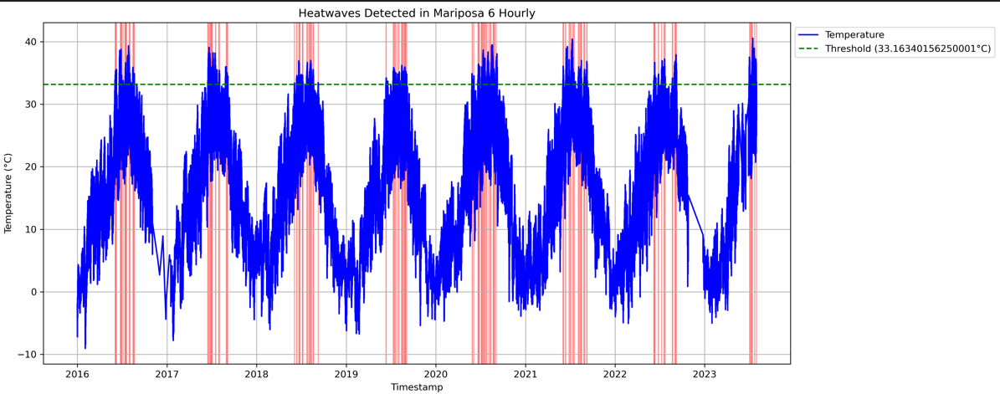 Heatwaves Detected in Mariposa 6 Hourly
Temperature
Threshold (33.16340156250001°C)
Temperature (°C)
40
30
20
10
0
−10
2016
2017
2018
2019
2020
2021
2022
2023
Timestamp